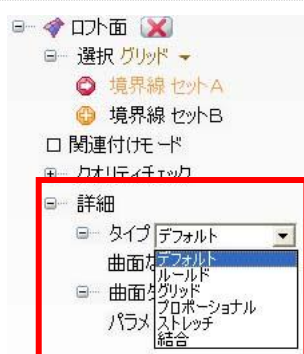 ロフト面
選択 グリッド
境界線 セットA
境界線 セットB
関連付けモード
クオリティチェック
詳細
タイプ デフォルト
デフォルト
曲面
ルールド
グリッド
曲面
プロポーショナル
パラメ ストレッチ
結合